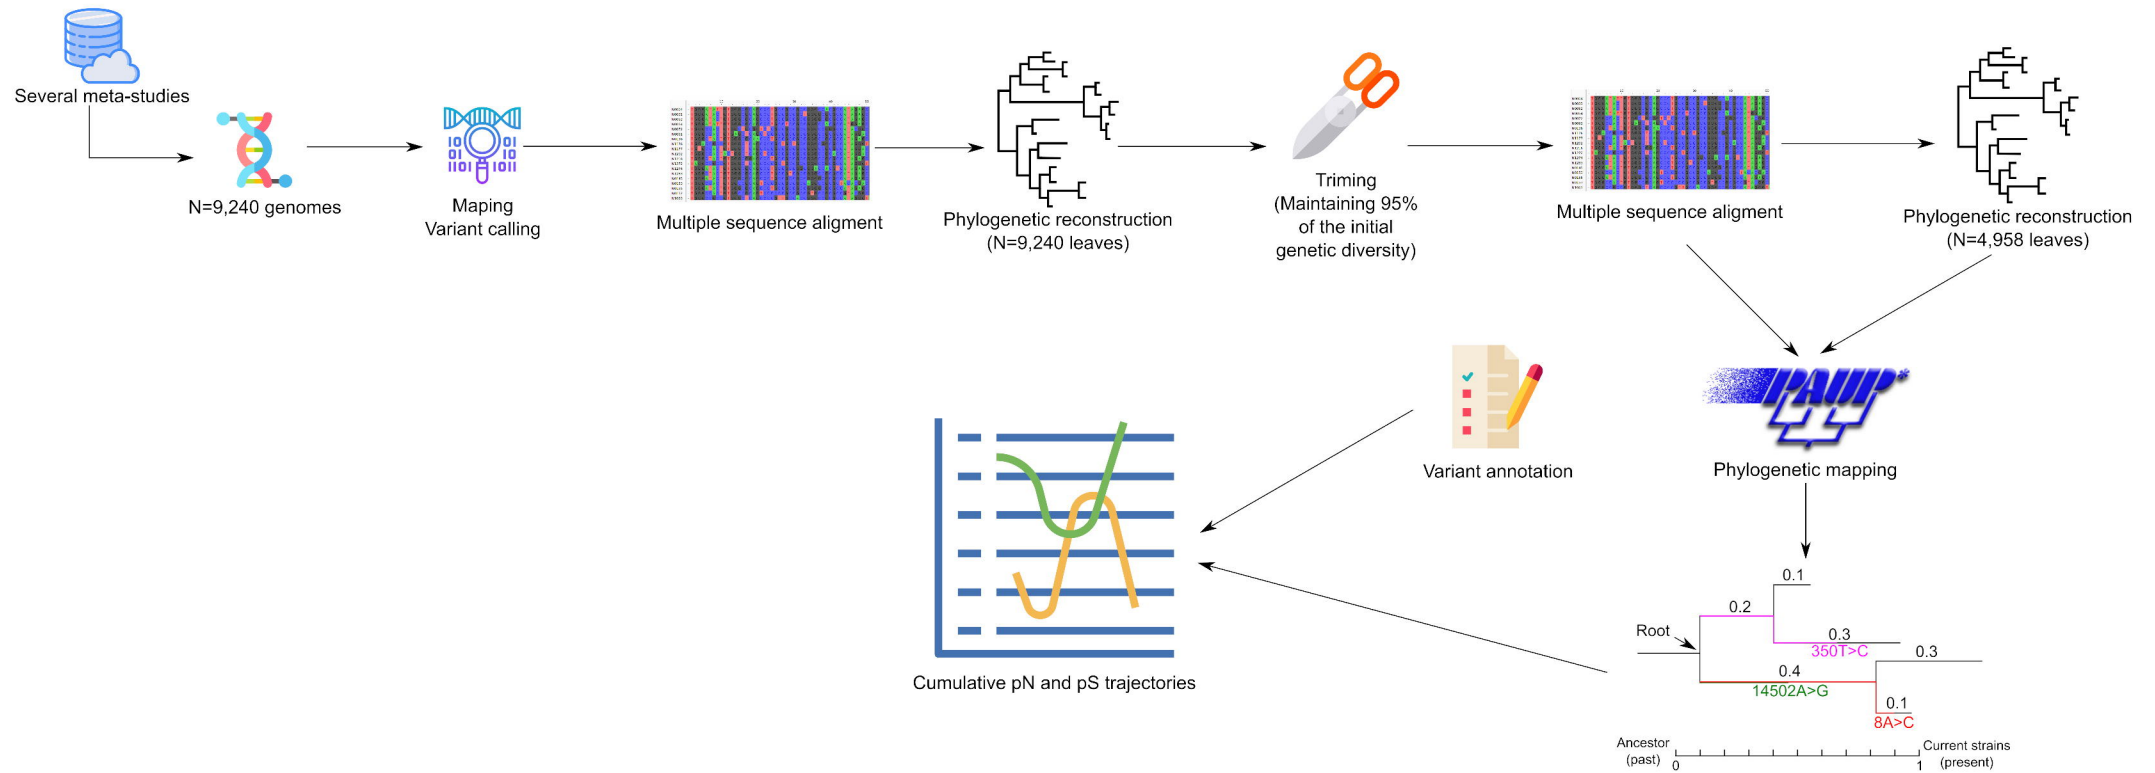 Several meta-studies
N=9,240 genomes
Maping
Variant calling
Multiple sequence aligment
Phylogenetic reconstruction
(N=9,240 leaves)
Triming
(Maintaining 95%
of the initial
genetic diversity)
Multiple sequence aligment
Phylogenetic reconstruction
(N=4,958 leaves)
PAUP*
Phylogenetic mapping
Variant annotation
Cumulative pN and pS trajectories
Root
0.1
0.2
0.3
350T>C
0.3
0.4
14502A>G
0.1
8A>C
Ancestor
(past)
0
1
Current strains
(present)